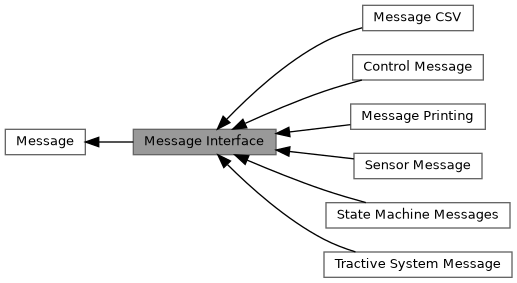 Message CSV
Control Message
Message Printing
Message
Message Interface
Sensor Message
State Machine Messages
Tractive System Message